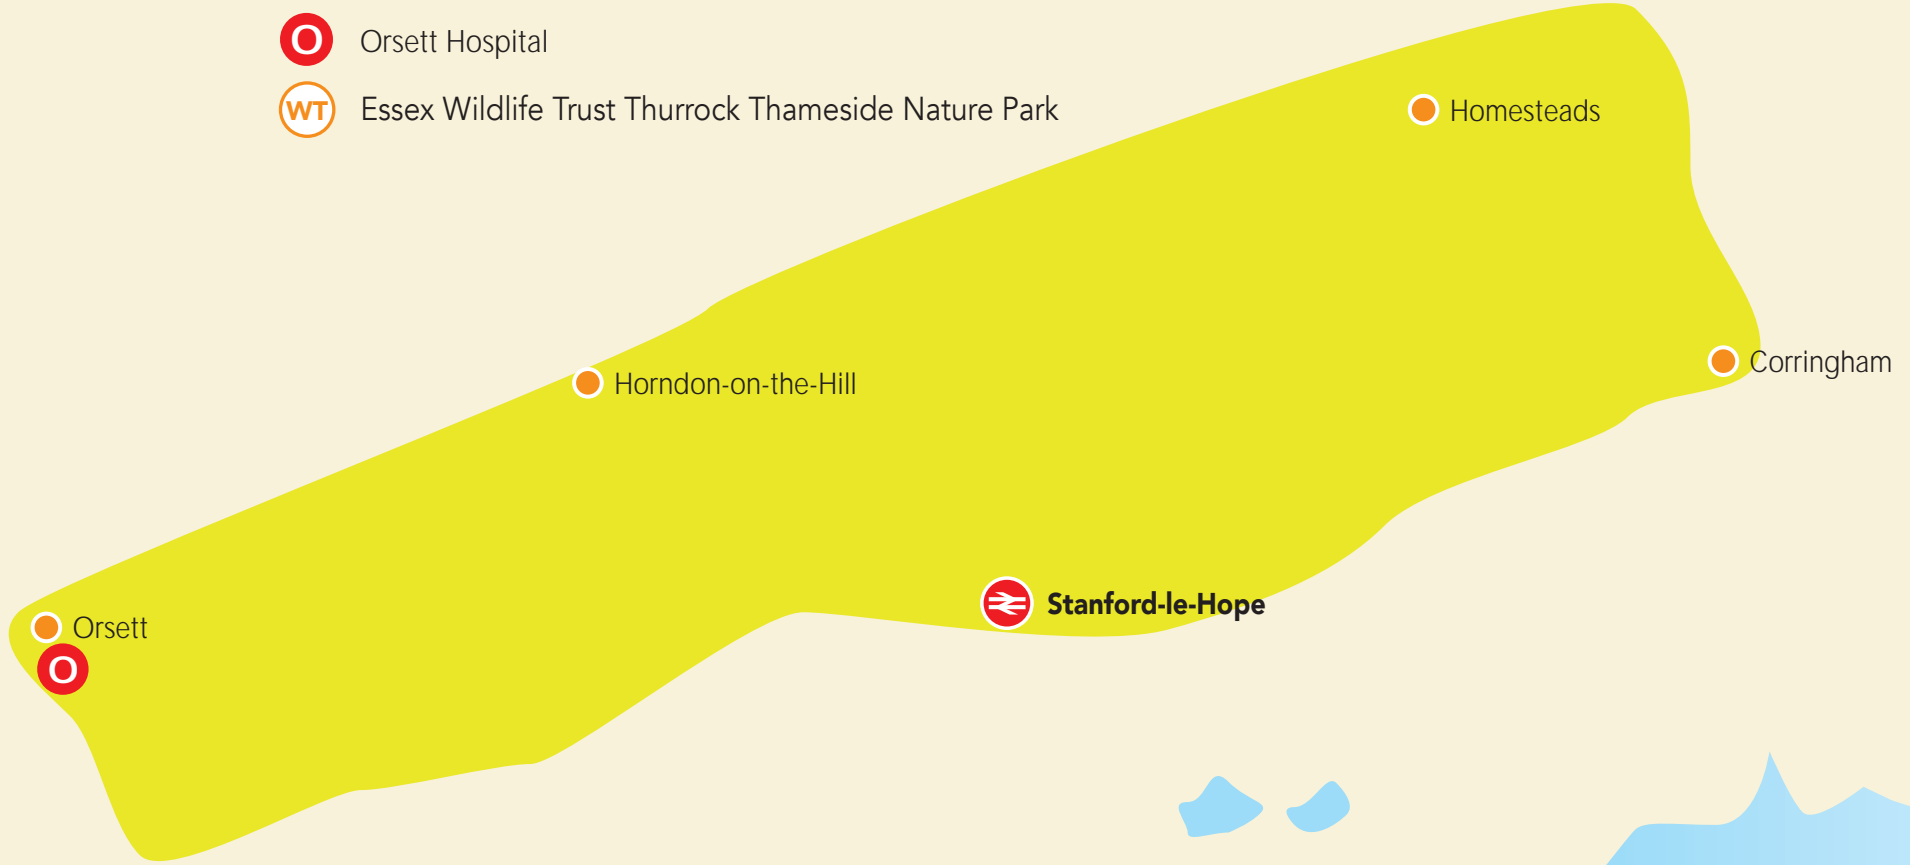 O Orsett Hospital
WT Essex Wildlife Trust Thurrock Thameside Nature Park
Homesteads
Corringham
Horndon-on-the-Hill
Stanford-le-Hope
Orsett
O